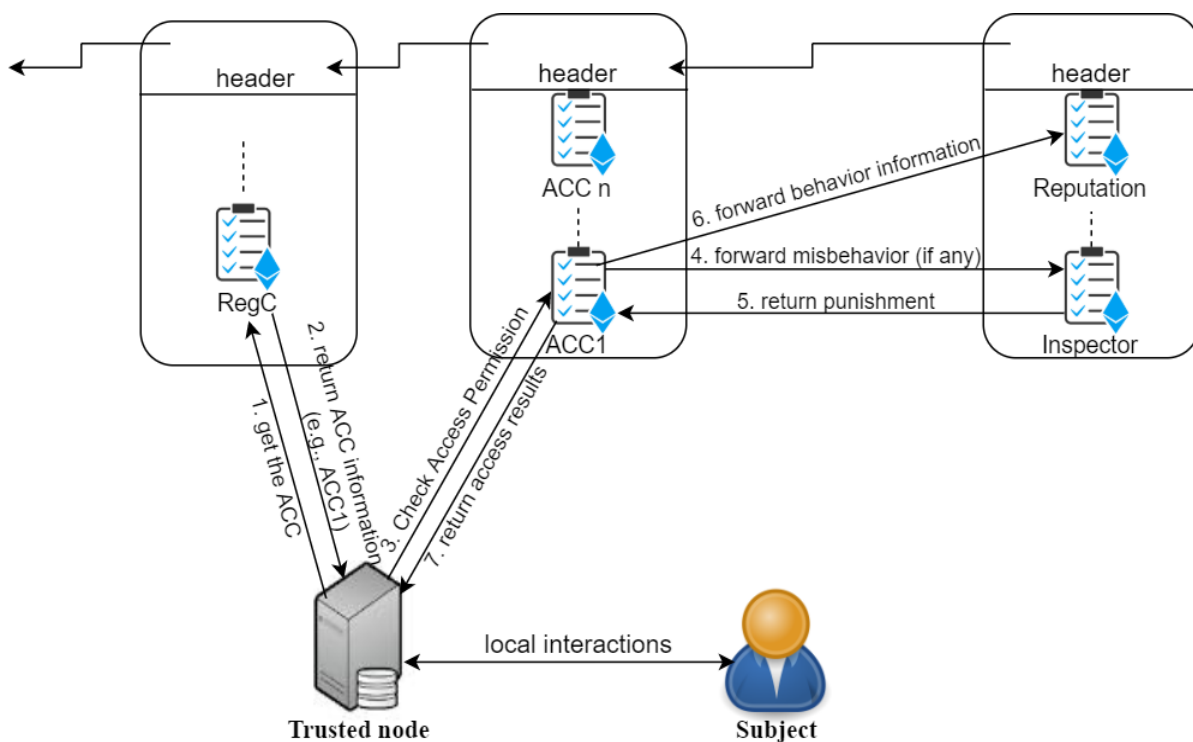 header
header
header
ACC n
Reputation
6. forward behavior information
RegC
4. forward misbehavior (if any)
5. return punishment
ACC1
Inspector
1. get the ACC
2. return ACC information
(e.g., ACC1)
3. Check Access Permission
7. return access results
local interactions
Trusted node
Subject